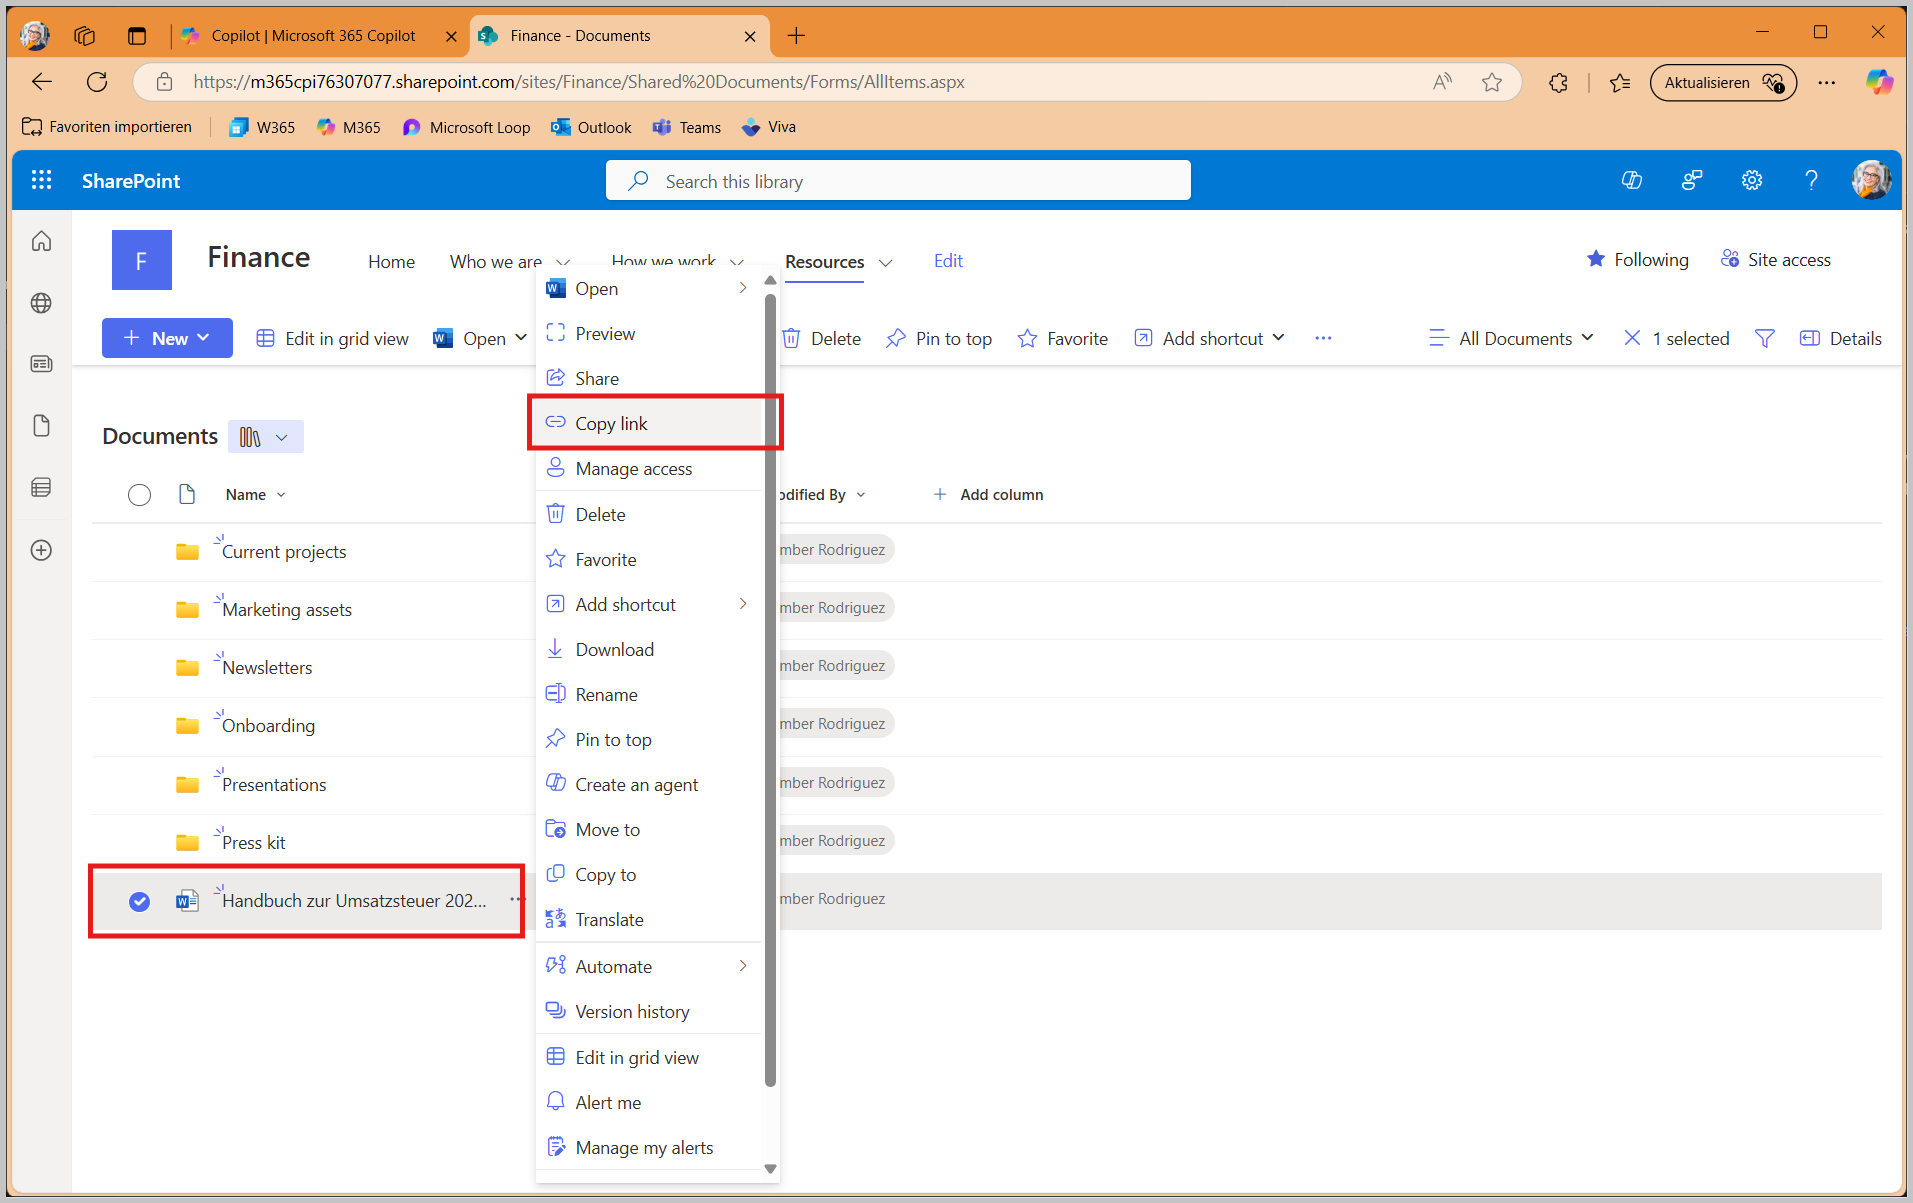 Copilot | Microsoft 365 Copilot
Finance - Documents
https://m365cpi76307077.sharepoint.com/sites/Finance/Shared%20Documents/Forms/AllItems.aspx
Aktualisieren
Favoriten importieren
W365
M365
Microsoft Loop
Outlook
Teams
Viva
SharePoint
Search this library
F
Finance
Home
Who we are
How we work
Resources
Edit
Following
Site access
New
Edit in grid view
Open
Delete
Pin to top
Favorite
Add shortcut
All Documents
1 selected
Details
Documents
Name
odified By
Add column
Current projects
mber Rodriguez
Marketing assets
mber Rodriguez
Newsletters
mber Rodriguez
Onboarding
mber Rodriguez
Presentations
mber Rodriguez
Press kit
mber Rodriguez
Handbuch zur Umsatzsteuer 202...
mber Rodriguez
Open
Preview
Share
Copy link
Manage access
Delete
Favorite
Add shortcut
Download
Rename
Pin to top
Create an agent
Move to
Copy to
Translate
Automate
Version history
Edit in grid view
Alert me
Manage my alerts